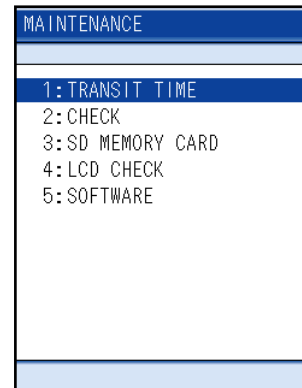 MAINTENANCE
1:TRANSIT TIME
2:CHECK
3:SD MEMORY CARD
4:LCD CHECK
5:SOFTWARE